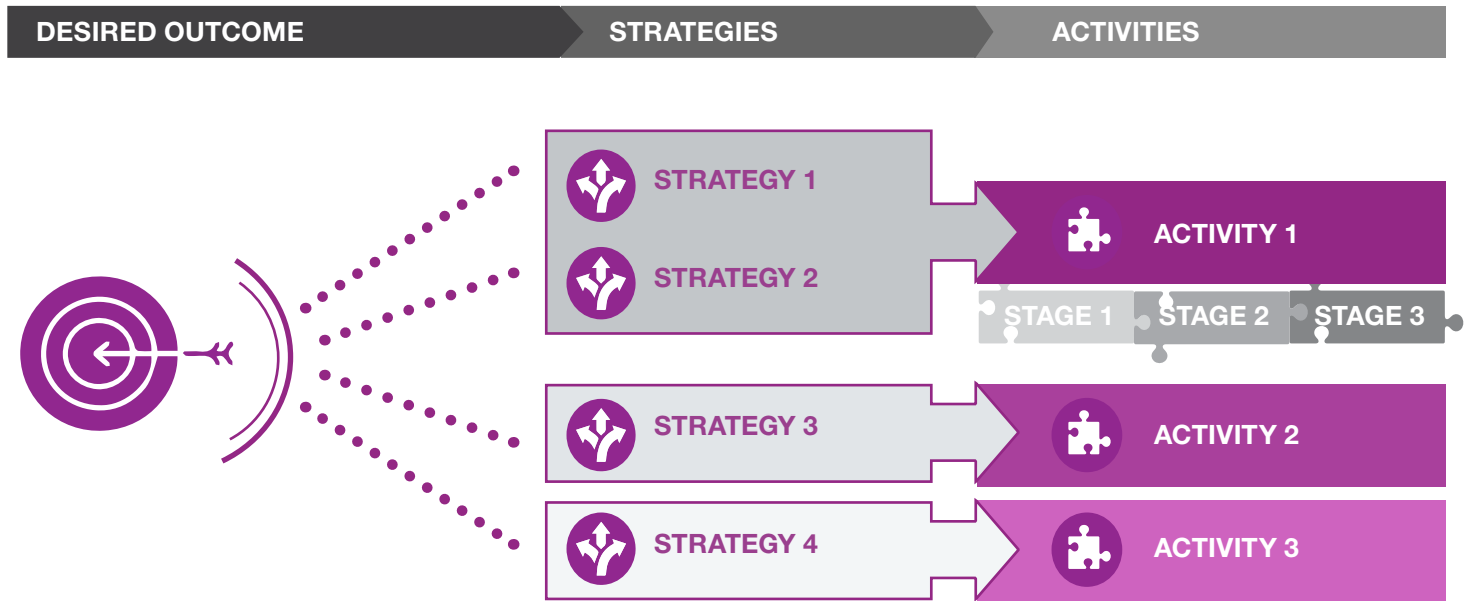 DESIRED OUTCOME
STRATEGIES
ACTIVITIES
STRATEGY 1
STRATEGY 2
ACTIVITY 1
STAGE 1
STAGE 2
STAGE 3
STRATEGY 3
ACTIVITY 2
STRATEGY 4
ACTIVITY 3